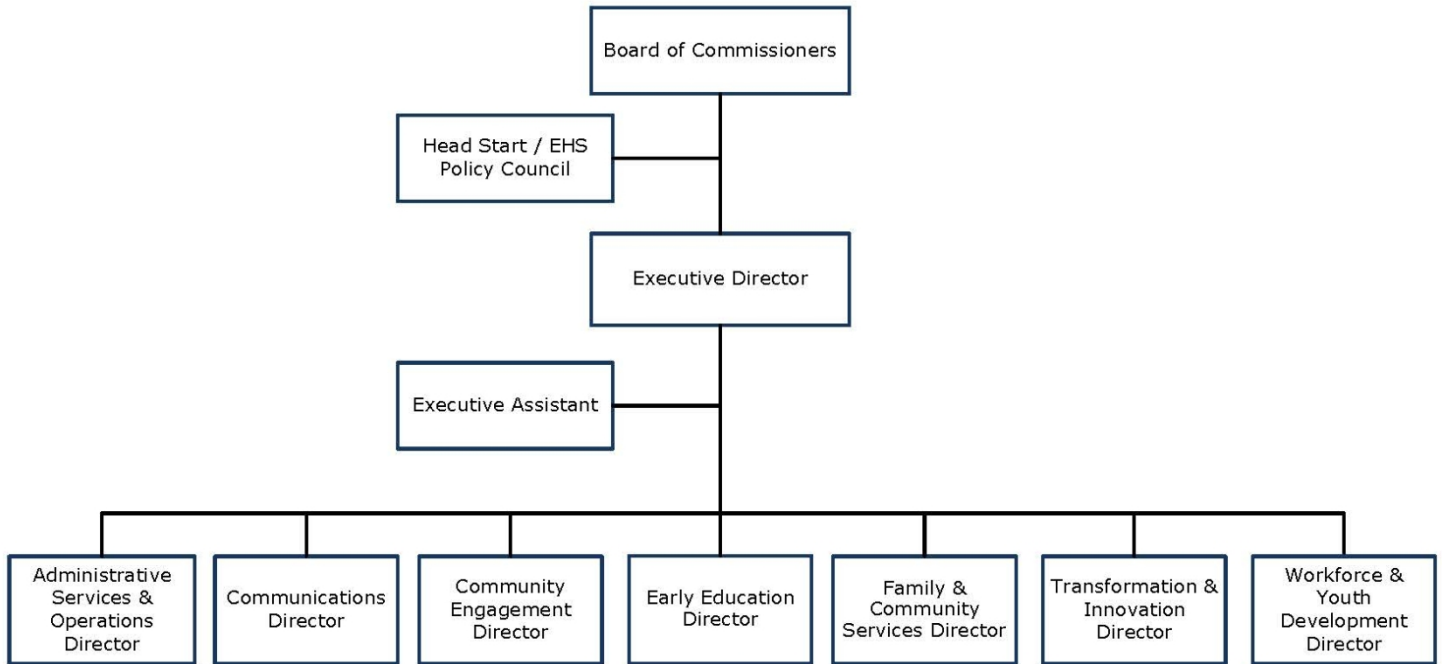 Board of Commissioners
Head Start / EHS
Policy Council
Executive Director
Executive Assistant
Administrative
Services &
Operations
Director
Communications
Director
Community
Engagement
Director
Early Education
Director
Family &
Community
Services Director
Transformation &
Innovation
Director
Workforce &
Youth
Development
Director